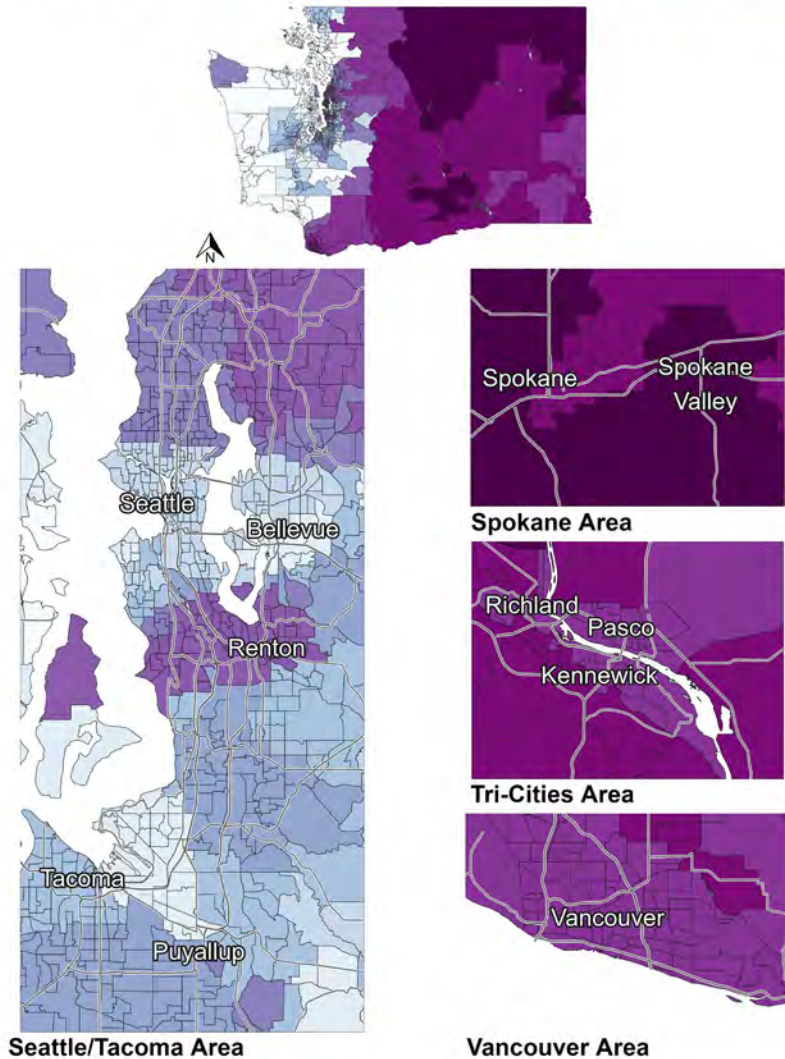 N
Seattle
Bellevue
Renton
Tacoma
Puyallup
Seattle/Tacoma Area
Spokane
Spokane
Valley
Spokane Area
Richland
Pasco
Kennewick
Tri-Cities Area
Vancouver
Vancouver Area